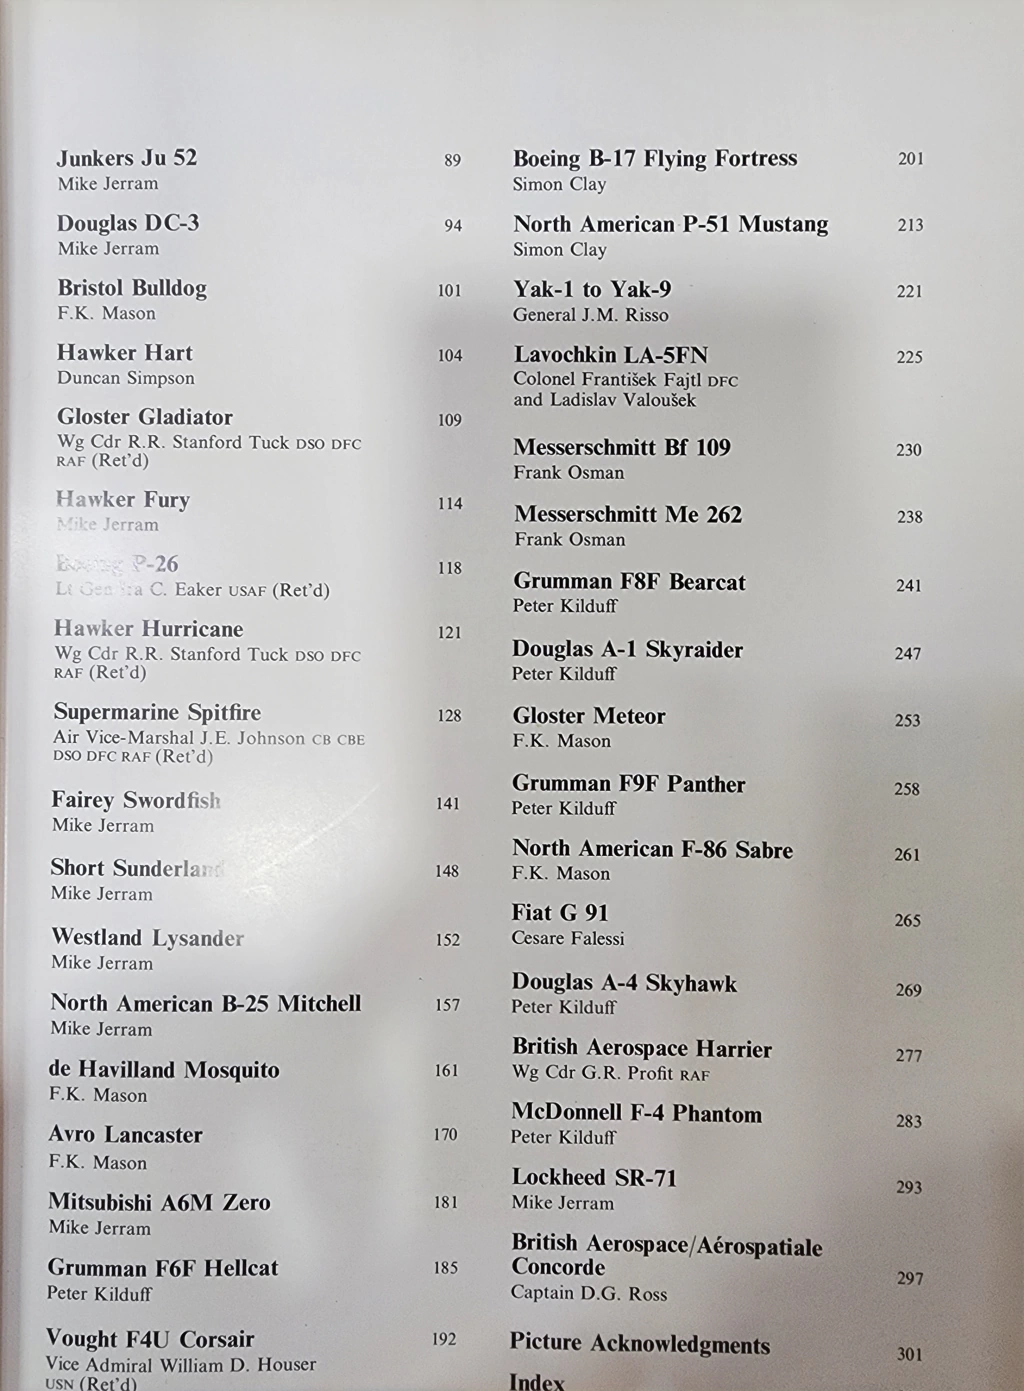 Junkers Ju 52 89
Mike Jerram
Douglas DC-3 94
Mike Jerram
Bristol Bulldog 101
F.K. Mason
Hawker Hart 104
Duncan Simpson
Gloster Gladiator 109
Wg Cdr R.R. Stanford Tuck DSO DFC
RAF (Ret'd)
Hawker Fury 114
Mike Jerram
Boeing P-26 118
Lt Gen Ira C. Eaker USAF (Ret'd)
Hawker Hurricane 121
Wg Cdr R.R. Stanford Tuck DSO DFC
RAF (Ret'd)
Supermarine Spitfire 128
Air Vice-Marshal J.E. Johnson CB CBE
DSO DFC RAF (Ret'd)
Fairey Swordfish 141
Mike Jerram
Short Sunderland 148
Mike Jerram
Westland Lysander 152
Mike Jerram
North American B-25 Mitchell 157
Mike Jerram
de Havilland Mosquito 161
F.K. Mason
Avro Lancaster 170
F.K. Mason
Mitsubishi A6M Zero 181
Mike Jerram
Grumman F6F Hellcat 185
Peter Kilduff
Vought F4U Corsair 192
Vice Admiral William D. Houser
USN (Ret'd)
Boeing B-17 Flying Fortress 201
Simon Clay
North American P-51 Mustang 213
Simon Clay
Yak-1 to Yak-9 221
General J.M. Risso
Lavochkin LA-5FN 225
Colonel František Fajtl DFC
and Ladislav Valoušek
Messerschmitt Bf 109 230
Frank Osman
Messerschmitt Me 262 238
Frank Osman
Grumman F8F Bearcat 241
Peter Kilduff
Douglas A-1 Skyraider 247
Peter Kilduff
Gloster Meteor 253
F.K. Mason
Grumman F9F Panther 258
Peter Kilduff
North American F-86 Sabre 261
F.K. Mason
Fiat G 91 265
Cesare Falessi
Douglas A-4 Skyhawk 269
Peter Kilduff
British Aerospace Harrier 277
Wg Cdr G.R. Profit RAF
McDonnell F-4 Phantom 283
Peter Kilduff
Lockheed SR-71 293
Mike Jerram
British Aerospace/Aérospatiale
Concorde 297
Captain D.G. Ross
Picture Acknowledgments 301
Index